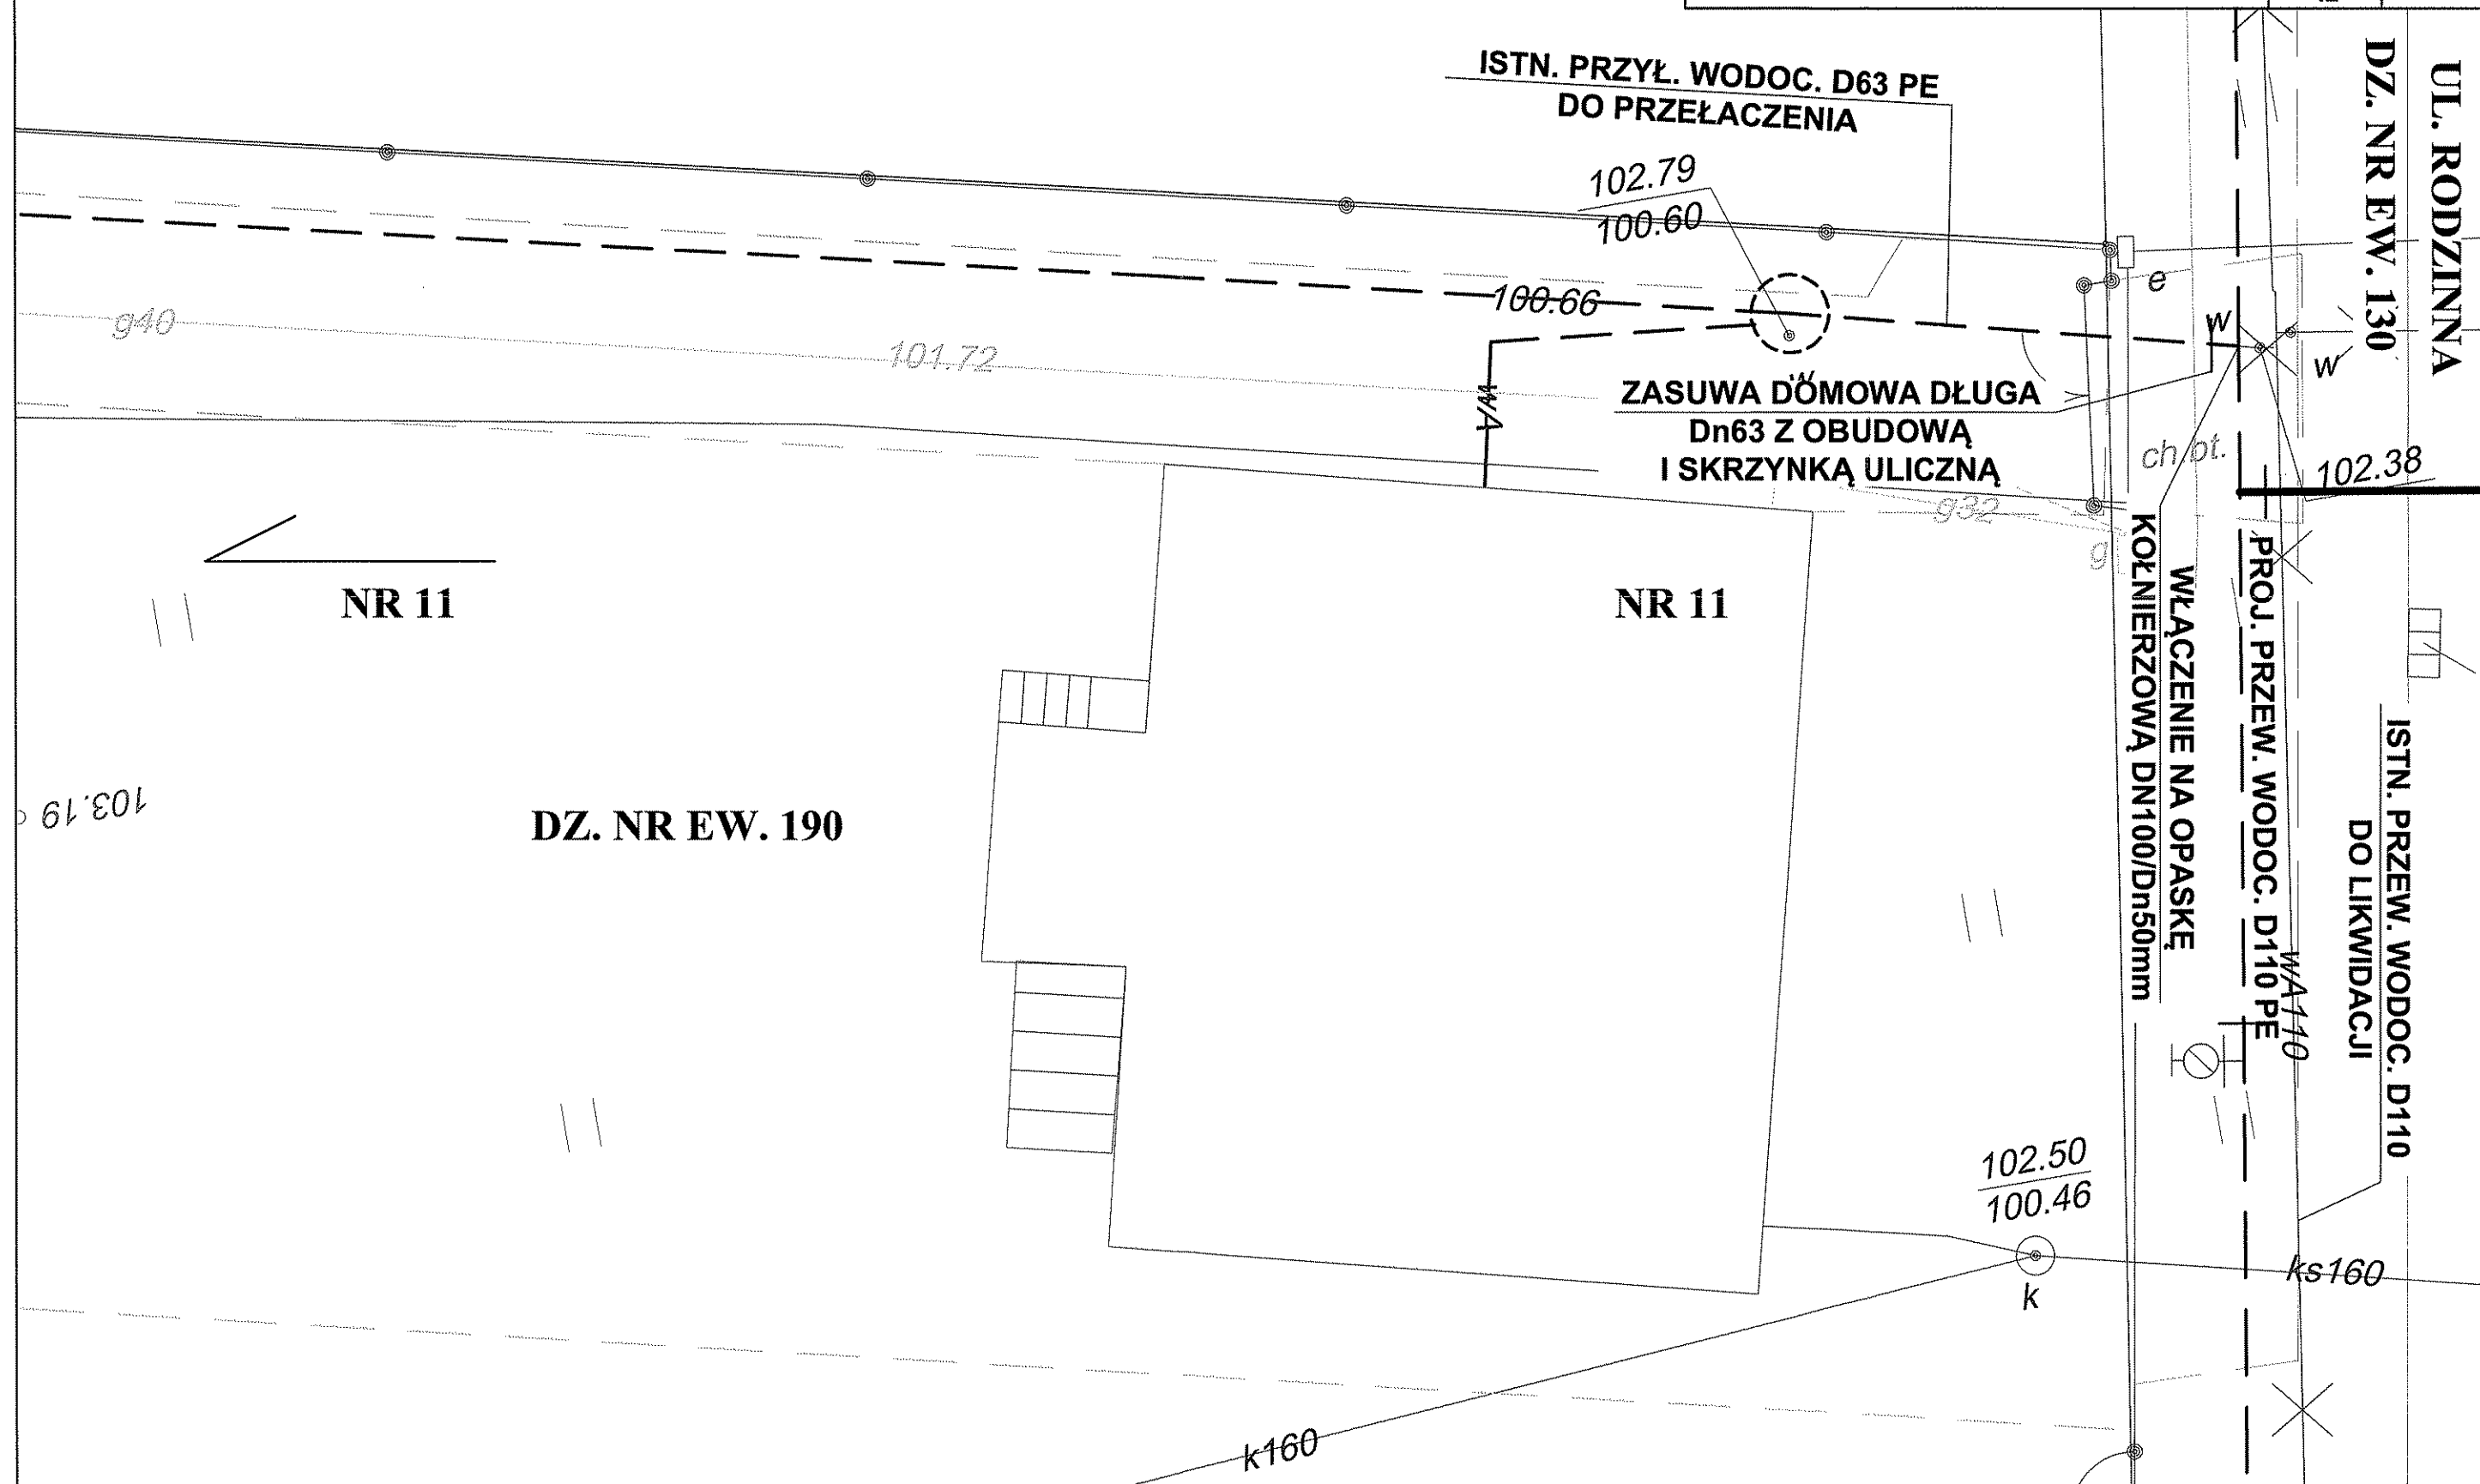 ISTN. PRZYŁ. WODOC. D63 PE
DO PRZEŁACZENIA
102.79
100.60
100.66
g40
101.72
wA
ZASUWA DOMOWA DŁUGA
w
Dn63 Z OBUDOWĄ
I SKRZYNKĄ ULICZNĄ
e
w
w
UL. RODZINNA
DZ. NR EW. 130
ch.bt.
102.38
g32
g
NR 11
NR 11
DZ. NR EW. 190
103.19
WŁĄCZENIE NA OPASKĘ
KOŁNIERZOWĄ DN100/Dn50mm
PROJ. PRZEW. WODOC. D110 PE
wA110
ISTN. PRZEW. WODOC. D110
DO LIKWIDACJI
102.50
100.46
k
ks160
k160